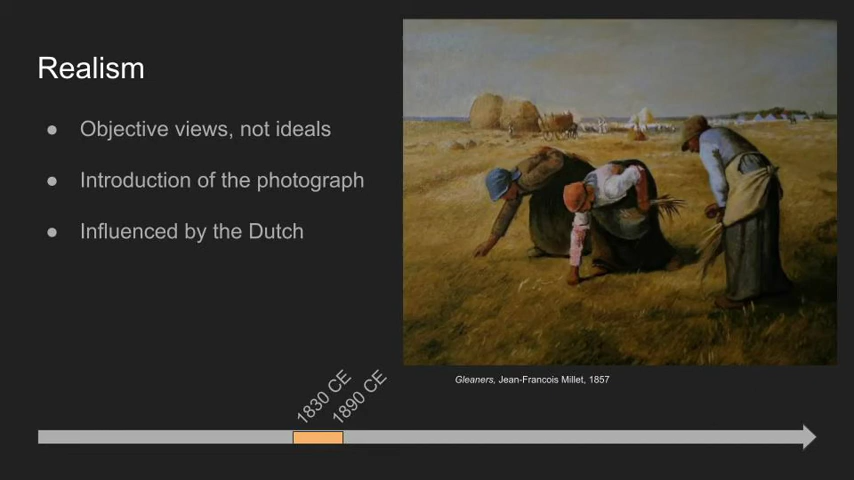 Realism
● Objective views, not ideals
● Introduction of the photograph
● Influenced by the Dutch
Gleaners, Jean-Francois Millet, 1857
1830 CE
1890 CE